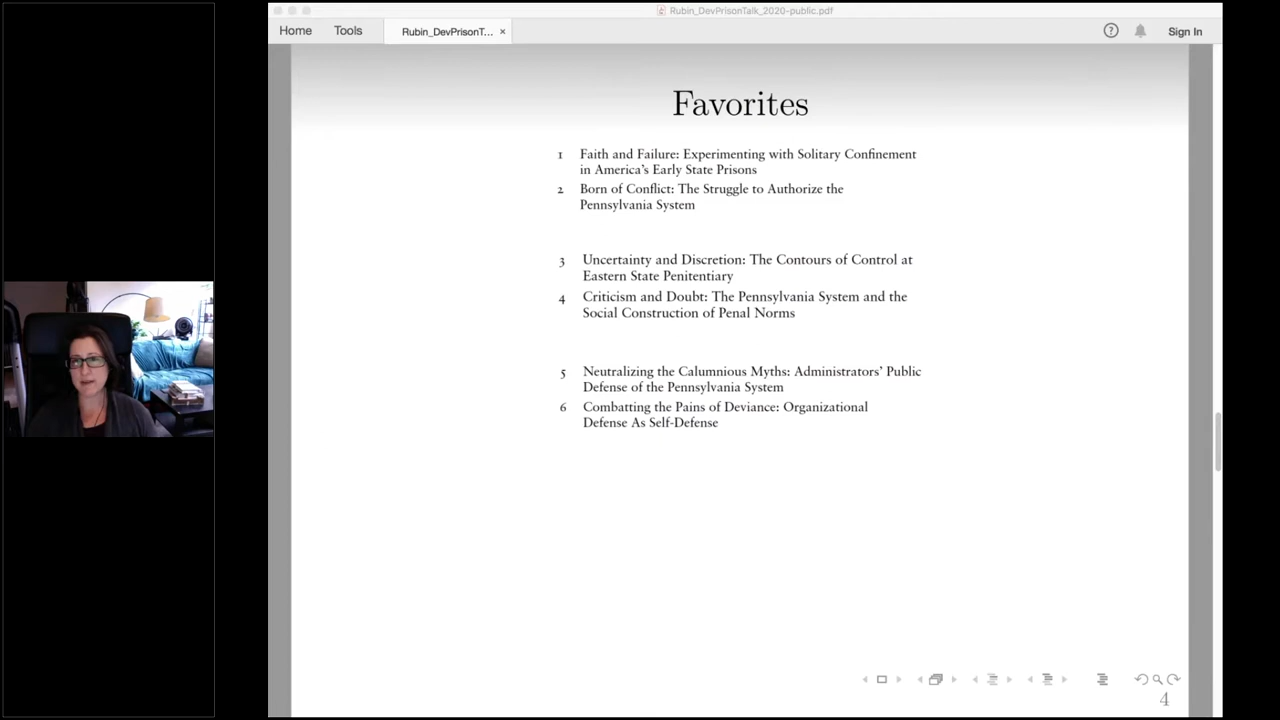 Rubin_DevPrisonTalk_2020-public.pdf
Home
Tools
Rubin_DevPrisonT...
Sign In
Favorites
1 Faith and Failure: Experimenting with Solitary Confinement
in America's Early State Prisons
2 Born of Conflict: The Struggle to Authorize the
Pennsylvania System
3 Uncertainty and Discretion: The Contours of Control at
Eastern State Penitentiary
4 Criticism and Doubt: The Pennsylvania System and the
Social Construction of Penal Norms
5 Neutralizing the Calumnious Myths: Administrators' Public
Defense of the Pennsylvania System
6 Combatting the Pains of Deviance: Organizational
Defense As Self-Defense
4